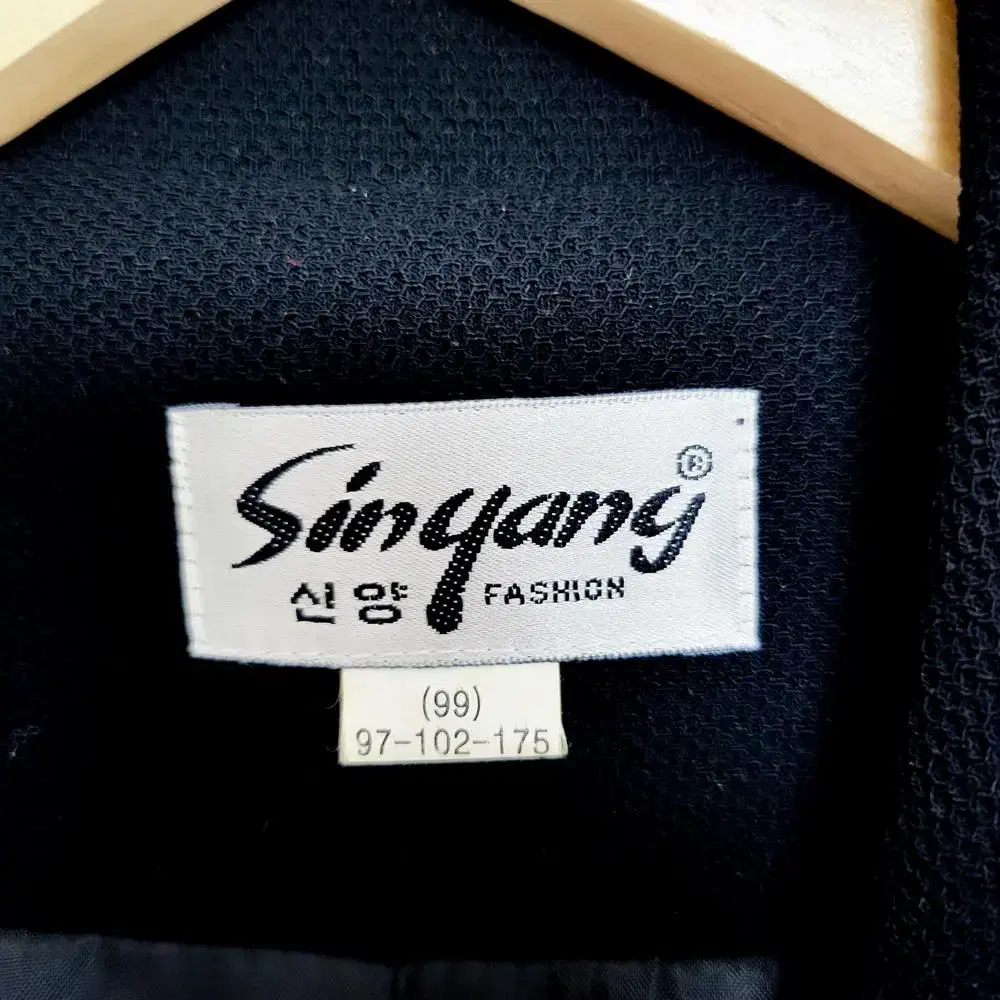 Sinyang ®
신양 FASHION
(99)
97-102-175